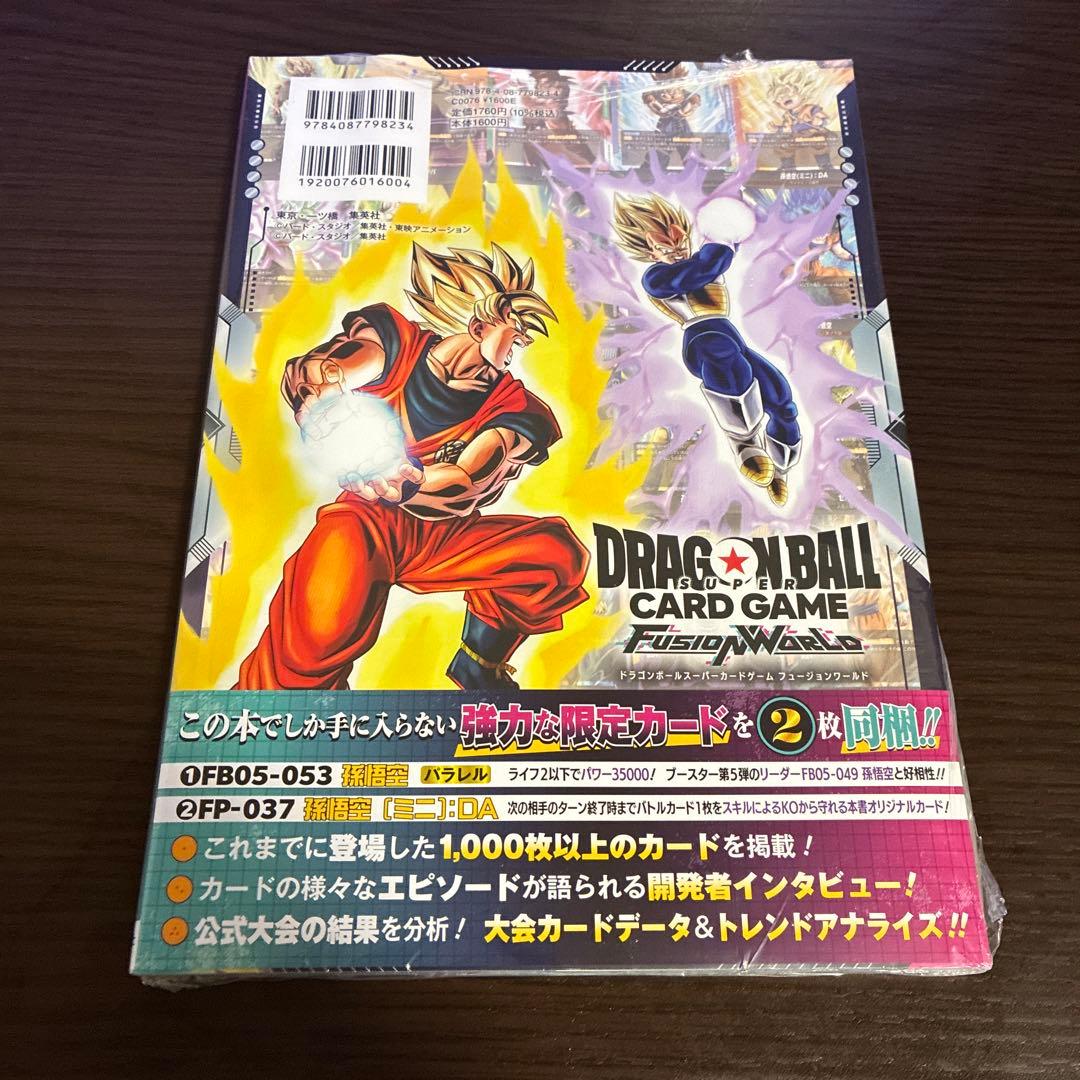 ISBN978-4-08-779823-4
C0076 ¥1600E
定価1760円(10%税込)
本体1600円
9784087798234
1920076016004
東京・一ツ橋 集英社
©バード・スタジオ/集英社・東映アニメーション
©バード・スタジオ/集英社
孫悟空(ミニ):DA
DRAGON BALL
SUPER
CARD GAME
FUSION WORLD
ドラゴンボールスーパーカードゲーム フュージョンワールド
この本でしか手に入らない強力な限定カードを2枚同梱!!
❶FB05-053 孫悟空 パラレル ライフ2以下でパワー35000! ブースター第5弾のリーダーFB05-049 孫悟空と好相性!!
❷FP-037 孫悟空(ミニ):DA 次の相手のターン終了時までバトルカード1枚をスキルによるKOから守れる本書オリジナルカード!
これまでに登場した1,000枚以上のカードを掲載!
カードの様々なエピソードが語られる開発者インタビュー!
公式大会の結果を分析! 大会カードデータ&トレンドアナライズ!!